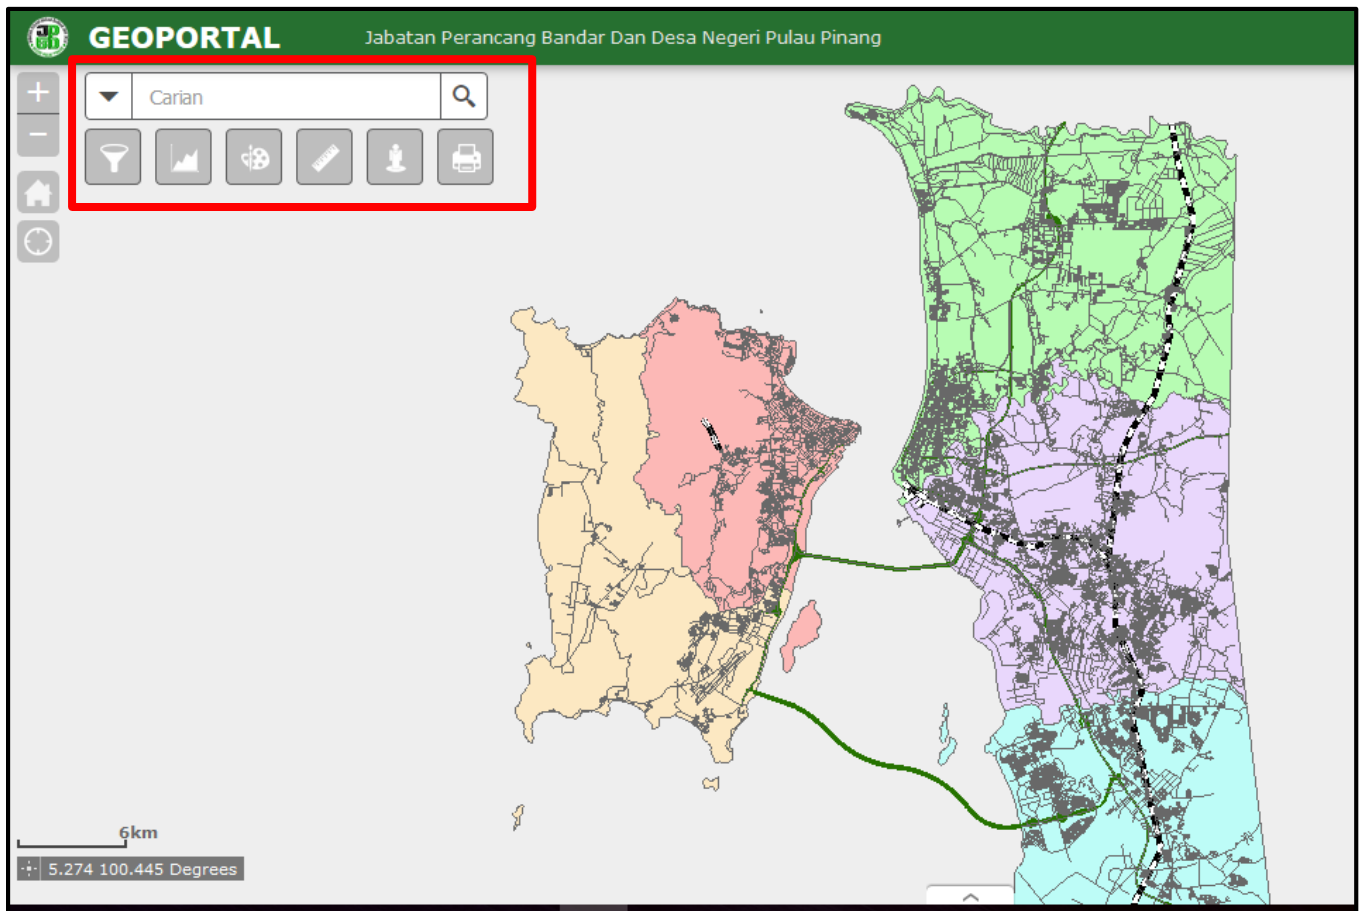 GEOPORTAL
Jabatan Perancang Bandar Dan Desa Negeri Pulau Pinang
Carian
6km
5.274 100.445 Degrees